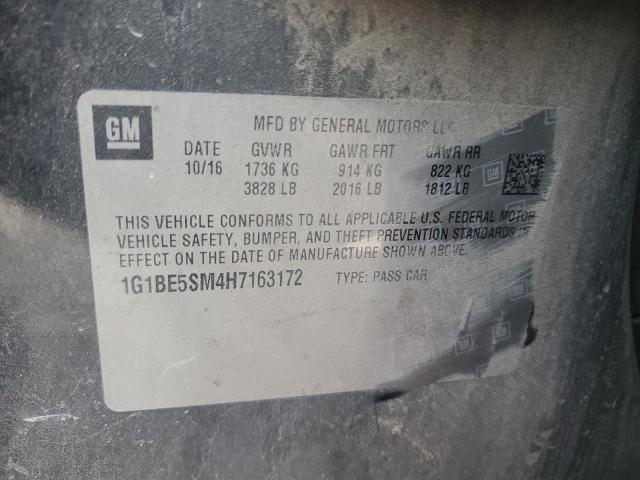 GM
MFD BY GENERAL MOTORS LLC
DATE GVWR GAWR FRT GAWR RR
10/16 1736 KG 914 KG 822 KG
3828 LB 2016 LB 1812 LB
THIS VEHICLE CONFORMS TO ALL APPLICABLE U.S. FEDERAL MOTOR
VEHICLE SAFETY, BUMPER, AND THEFT PREVENTION STANDARDS IN
EFFECT ON THE DATE OF MANUFACTURE SHOWN ABOVE.
1G1BE5SM4H7163172 TYPE: PASS CAR